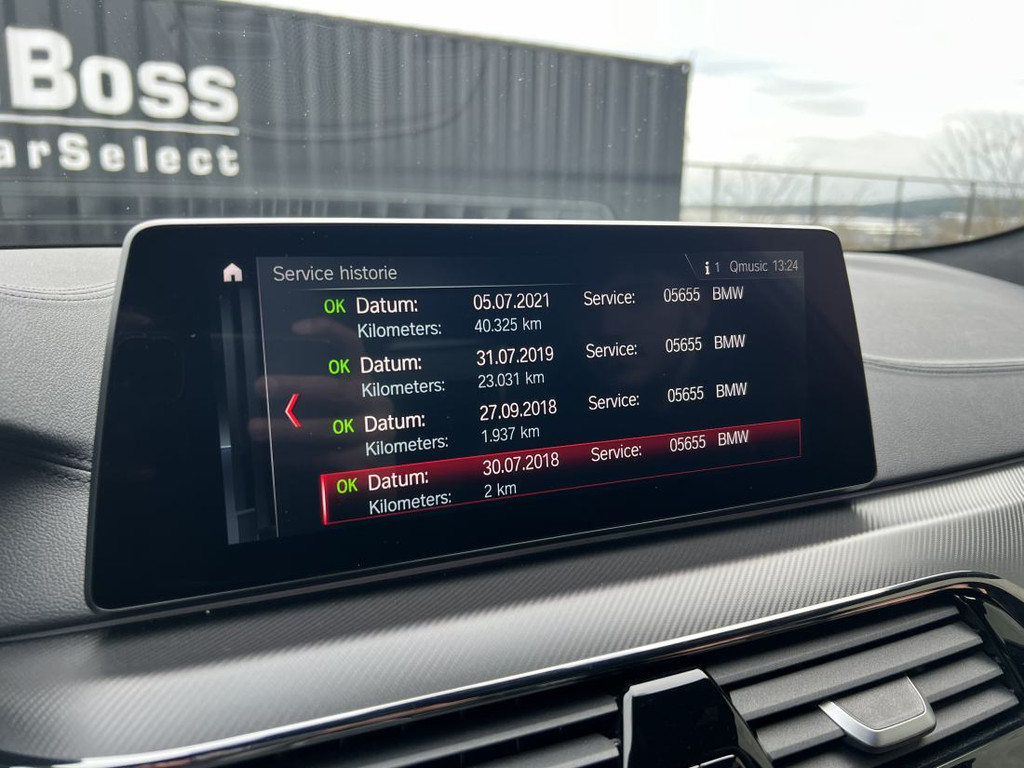 Boss
arSelect
Service historie
i 1 Qmusic 13:24
OK Datum: 05.07.2021 Service: 05655 BMW
Kilometers: 40.325 km
OK Datum: 31.07.2019 Service: 05655 BMW
Kilometers: 23.031 km
OK Datum: 27.09.2018 Service: 05655 BMW
Kilometers: 1.937 km
OK Datum: 30.07.2018 Service: 05655 BMW
Kilometers: 2 km